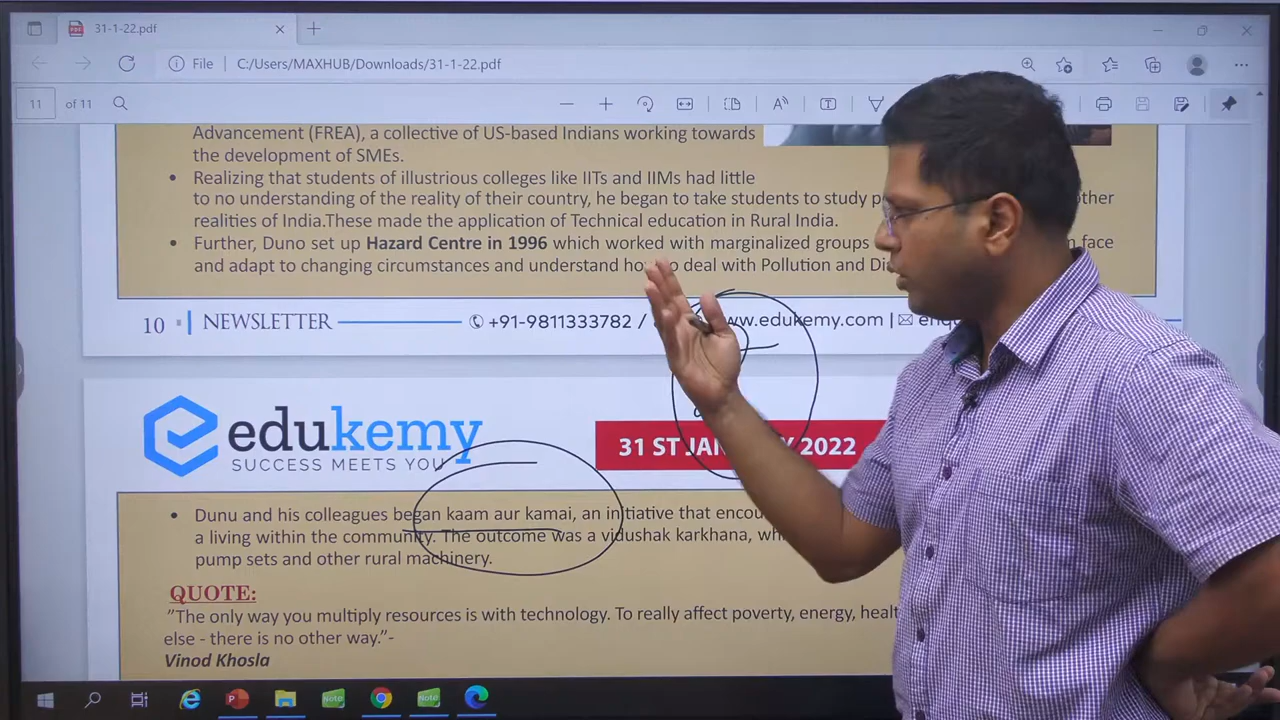 31-1-22.pdf
File C:/Users/MAXHUB/Downloads/31-1-22.pdf
11 of 11
Advancement (FREA), a collective of US-based Indians working towards
the development of SMEs.
• Realizing that students of illustrious colleges like IITs and IIMs had little
to no understanding of the reality of their country, he began to take students to study other
realities of India.These made the application of Technical education in Rural India.
• Further, Duno set up Hazard Centre in 1996 which worked with marginalized groups face
and adapt to changing circumstances and understand how to deal with Pollution and
10 NEWSLETTER +91-9811333782 / www.edukemy.com |
edukemy
SUCCESS MEETS YOU
31 ST JANUARY 2022
• Dunu and his colleagues began kaam aur kamai, an initiative that
a living within the community. The outcome was a vidushak karkhana,
pump sets and other rural machinery.
QUOTE:
"The only way you multiply resources is with technology. To really affect poverty, energy,
else - there is no other way."-
Vinod Khosla
Note
Note